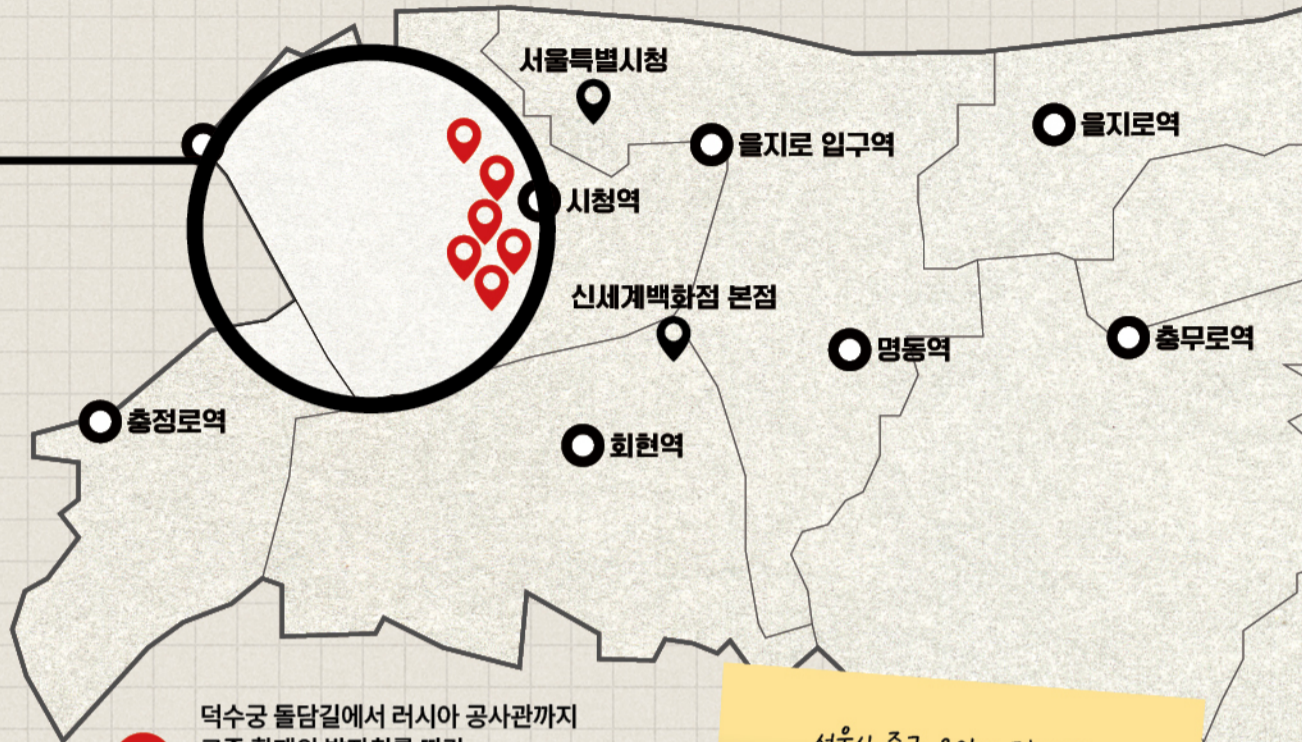 서울특별시청
을지로역
을지로 입구역
시청역
신세계백화점 본점
명동역
충무로역
충정로역
회현역
덕수궁 돌담길에서 러시아 공사관까지